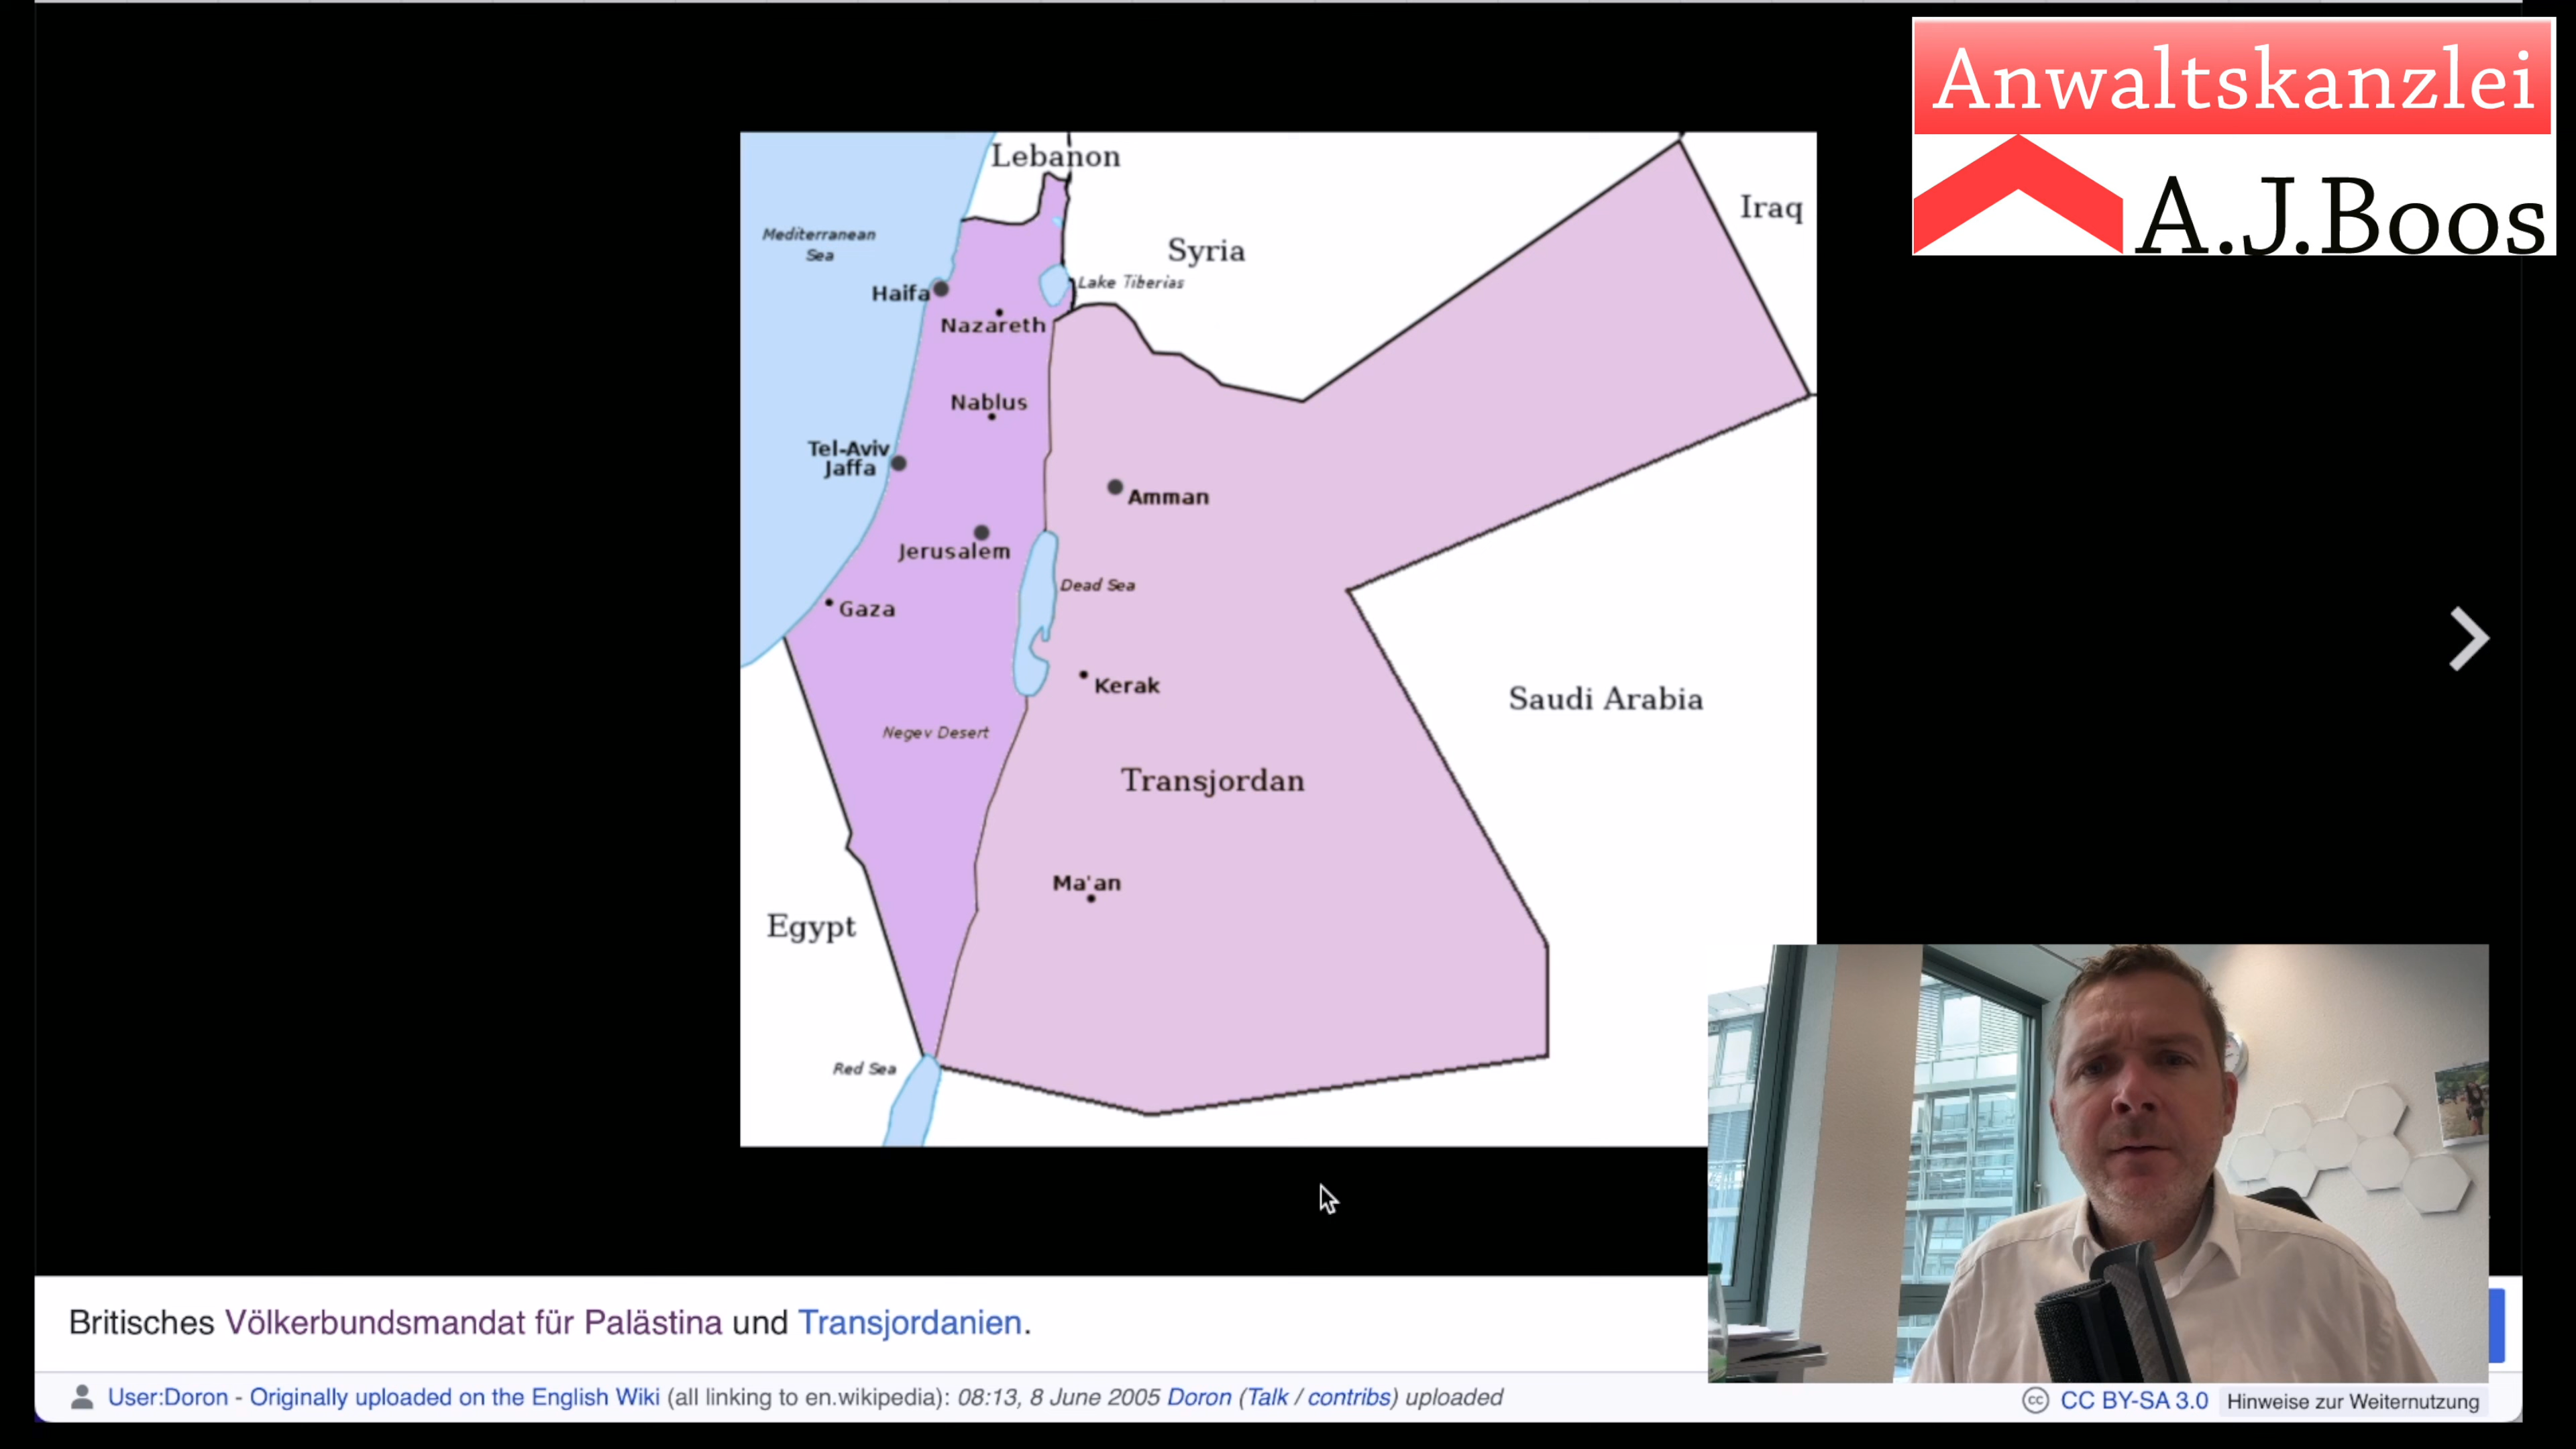 Anwaltskanzlei
A.J.Boos
Lebanon
Iraq
Mediterranean
Sea
Syria
Lake Tiberias
Haifa
Nazareth
Nablus
Tel-Aviv
Jaffa
Amman
Jerusalem
Dead Sea
Gaza
Kerak
Saudi Arabia
Negev Desert
Transjordan
Ma'an
Egypt
Red Sea
Britisches Völkerbundsmandat für Palästina und Transjordanien.
User:Doron - Originally uploaded on the English Wiki (all linking to en.wikipedia): 08:13, 8 June 2005 Doron (Talk / contribs) uploaded
cc CC BY-SA 3.0 Hinweise zur Weiternutzung